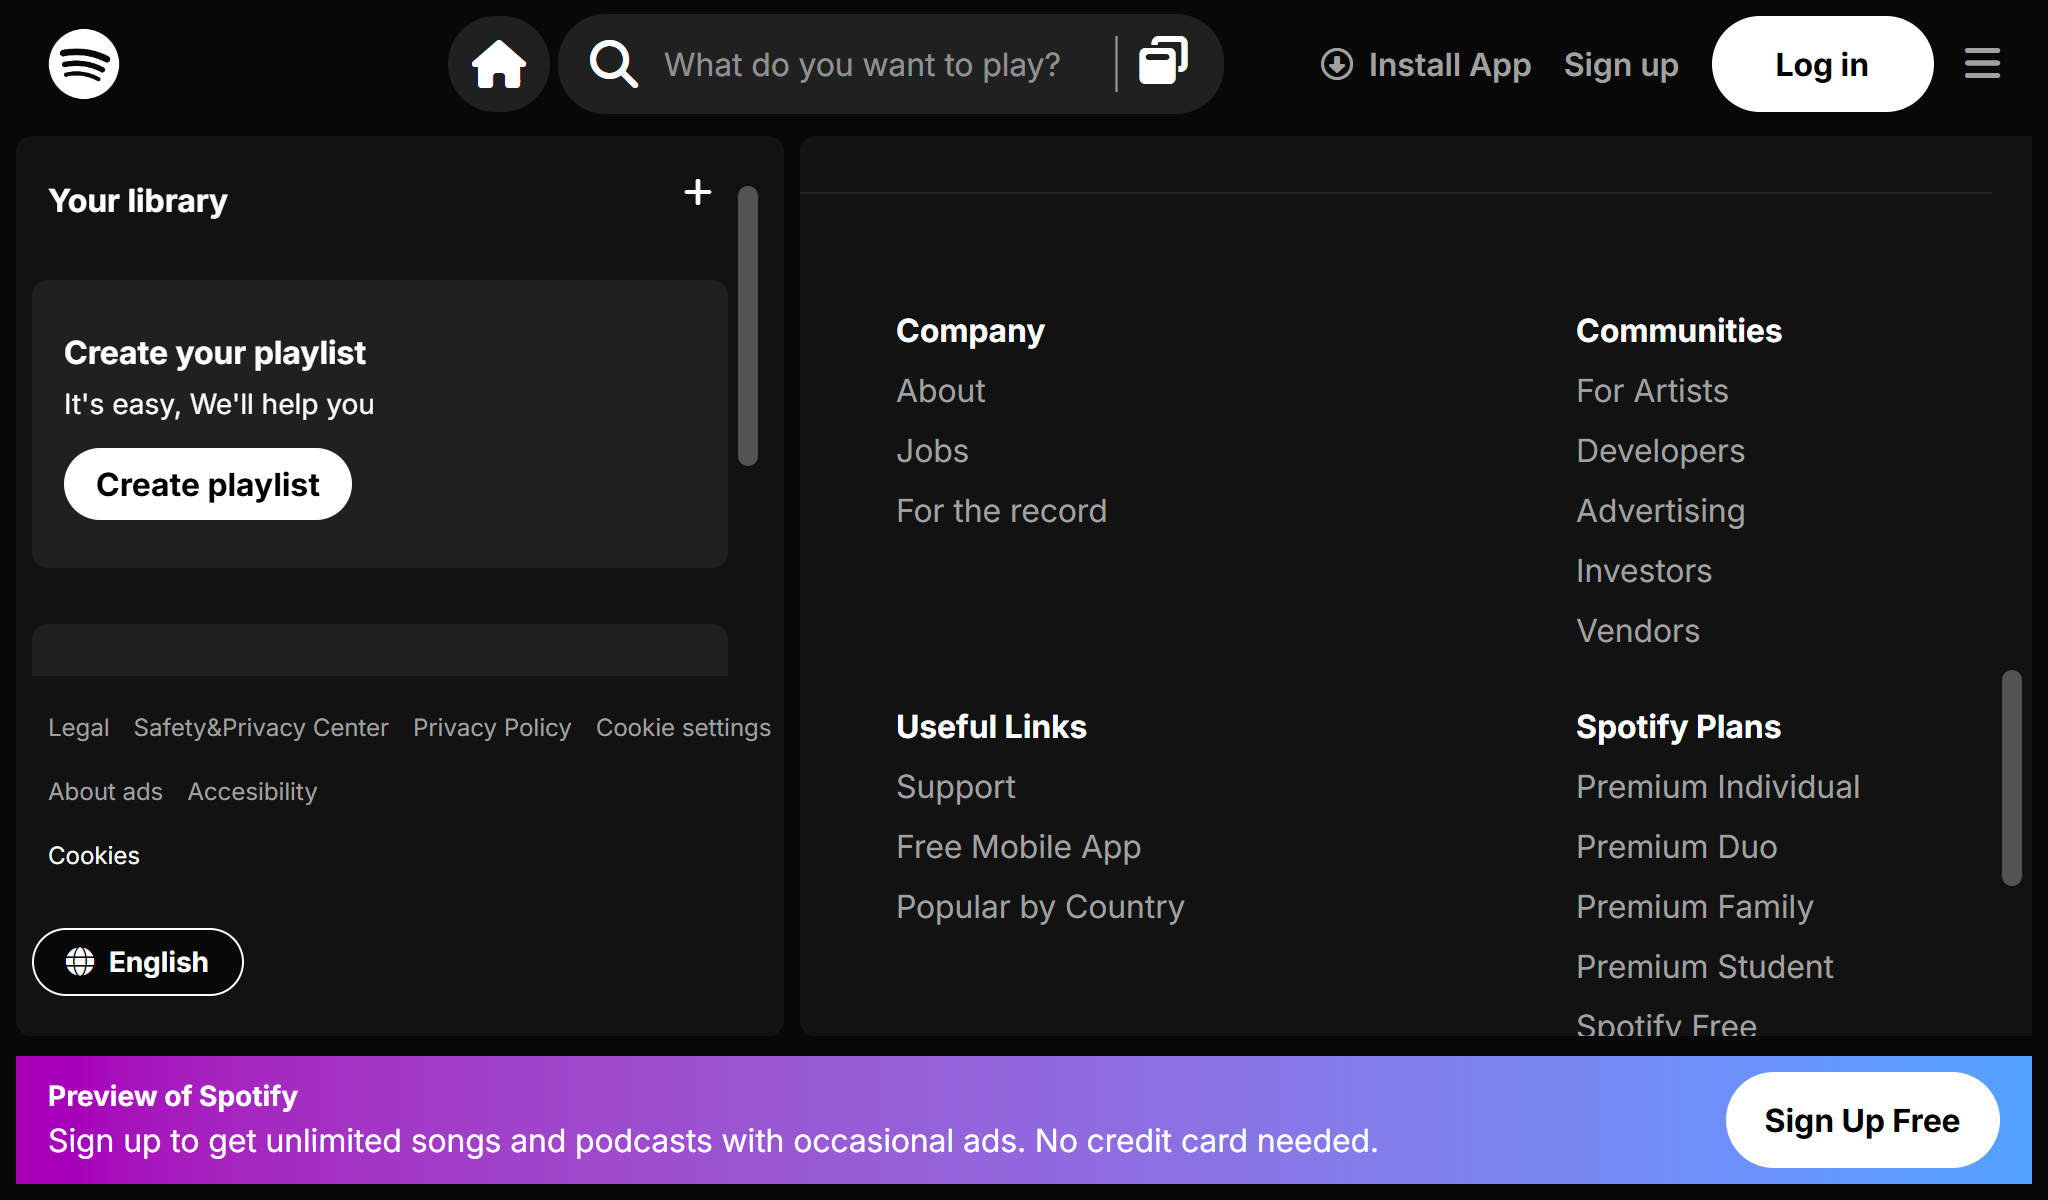 What do you want to play?
Install App
Sign up
Log in
Your library
Create your playlist
It's easy, We'll help you
Create playlist
Legal Safety&Privacy Center Privacy Policy Cookie settings
About ads Accesibility
Cookies
English
Company
About
Jobs
For the record
Communities
For Artists
Developers
Advertising
Investors
Vendors
Useful Links
Support
Free Mobile App
Popular by Country
Spotify Plans
Premium Individual
Premium Duo
Premium Family
Premium Student
Spotify Free
Preview of Spotify
Sign up to get unlimited songs and podcasts with occasional ads. No credit card needed.
Sign Up Free